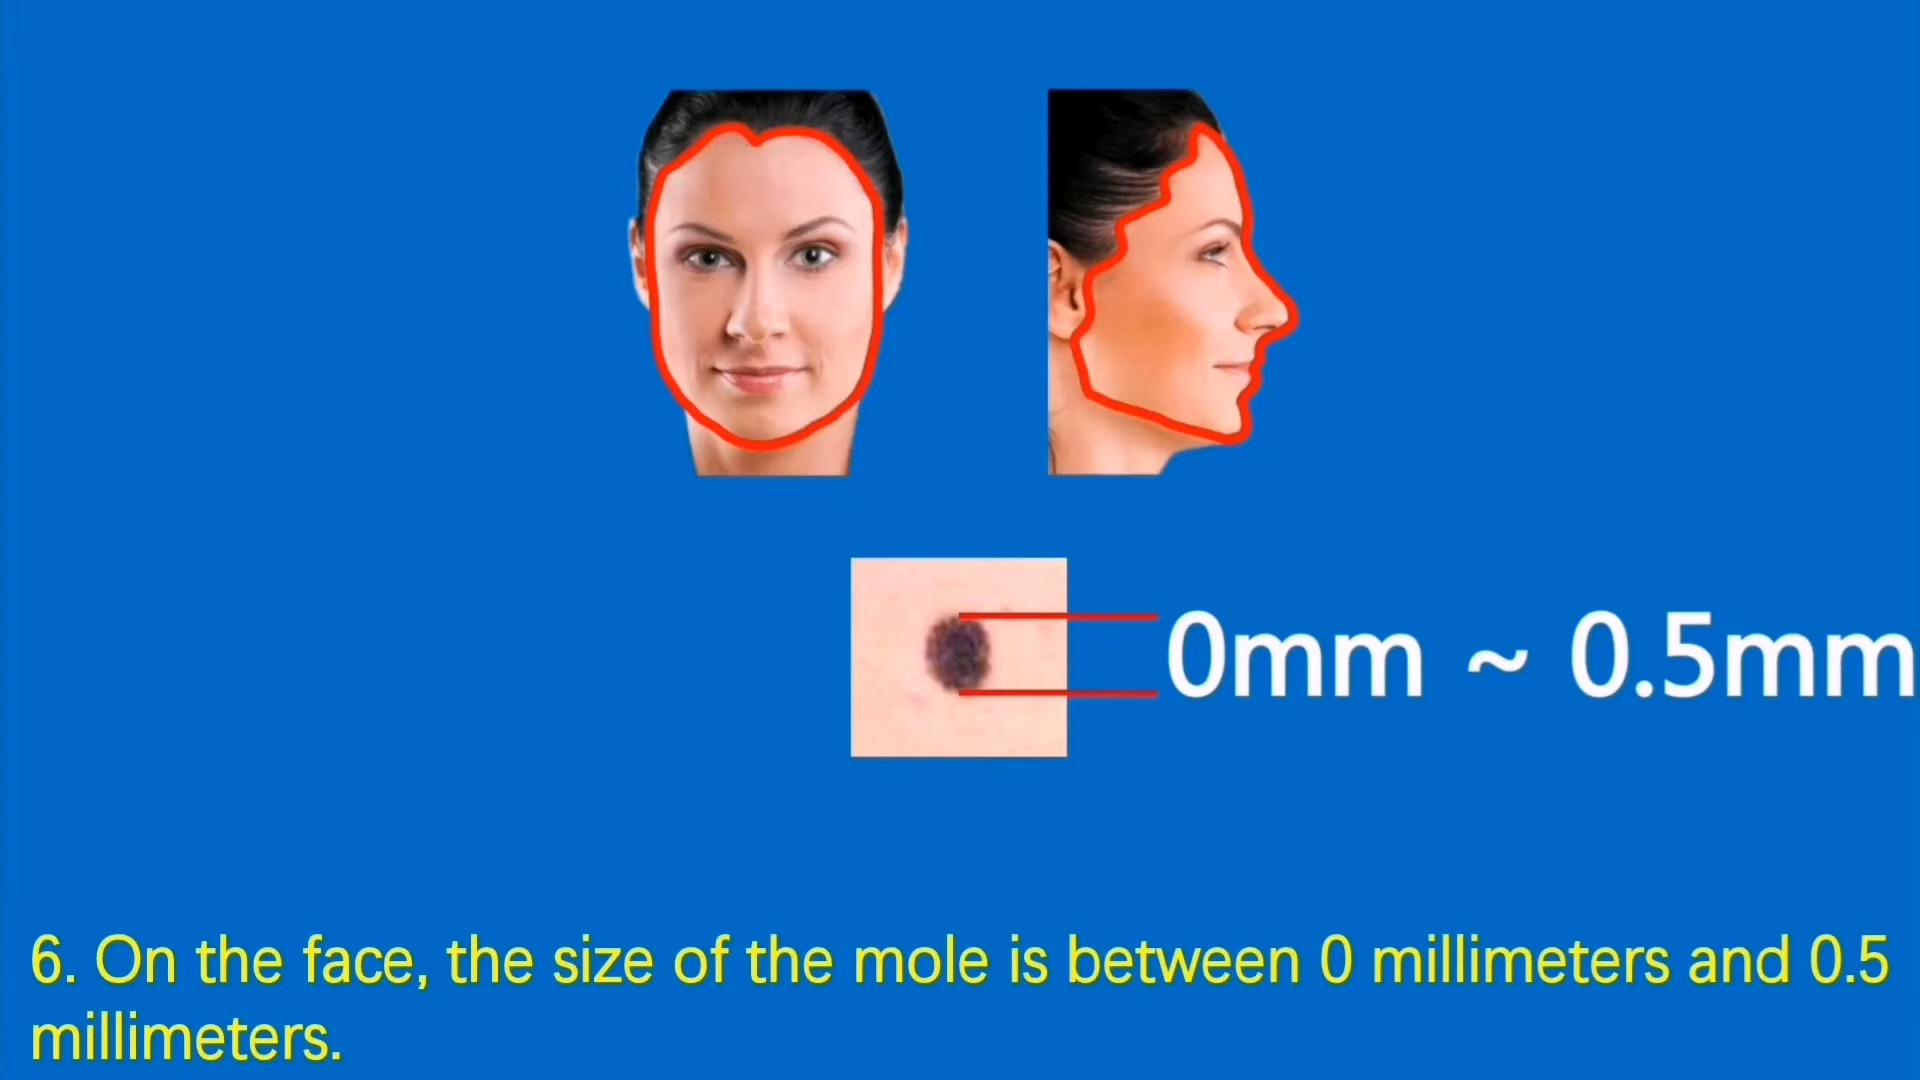 0mm ~ 0.5mm
6. On the face, the size of the mole is between 0 millimeters and 0.5
millimeters.